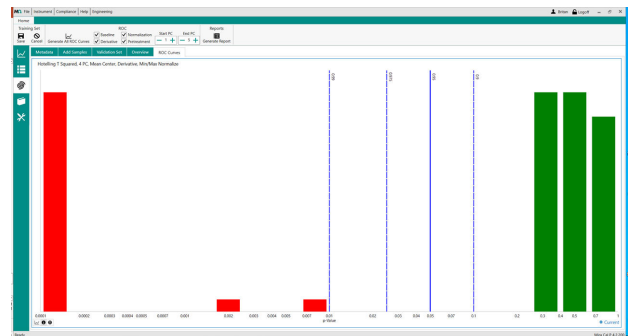 File Instrument Compliance Help Engineering
Brian Logoff
Home
Training Set ROC Reports
Baseline Normalization Start PC End PC
Derivative Pretreatment 1 5
Save Cancel Generate All ROC Curves Generate Report
Metadata Add Samples Validation Set Overview ROC Curves
Hotelling T Squared, 4 PC, Mean Center, Derivative, Min/Max Normalize
0.0001 0.0002 0.0003 0.0004 0.0005 0.0007 0.001 0.002 0.003 0.004 0.005 0.007 0.01 0.02 0.03 0.04 0.05 0.07 0.1 0.2 0.3 0.4 0.5 0.7 1
p-Value
Current
Ready